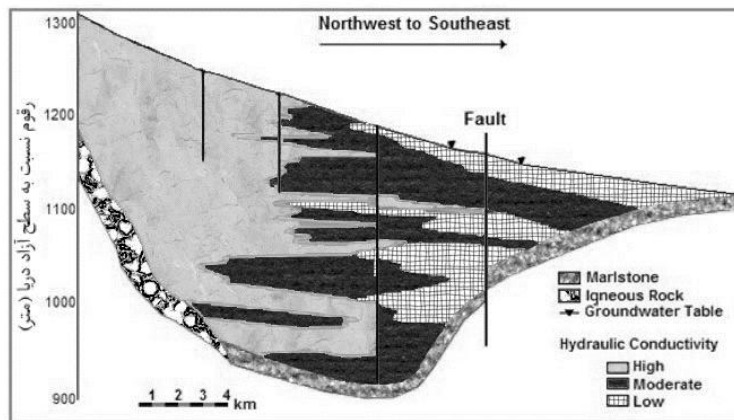 Northwest to Southeast
Fault
1300
1200
1100
1000
900
رقوم نسبت به سطح آزاد دریا (متر)
1 2 3 4
km
Marlstone
Igneous Rock
Groundwater Table
Hydraulic Conductivity
High
Moderate
Low